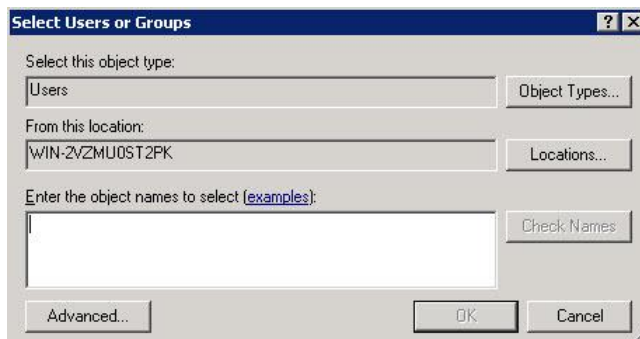 Select Users or Groups
Select this object type:
Users
Object Types...
From this location:
WIN-2VZMU0ST2PK
Locations...
Enter the object names to select (examples):
Check Names
Advanced...
OK
Cancel